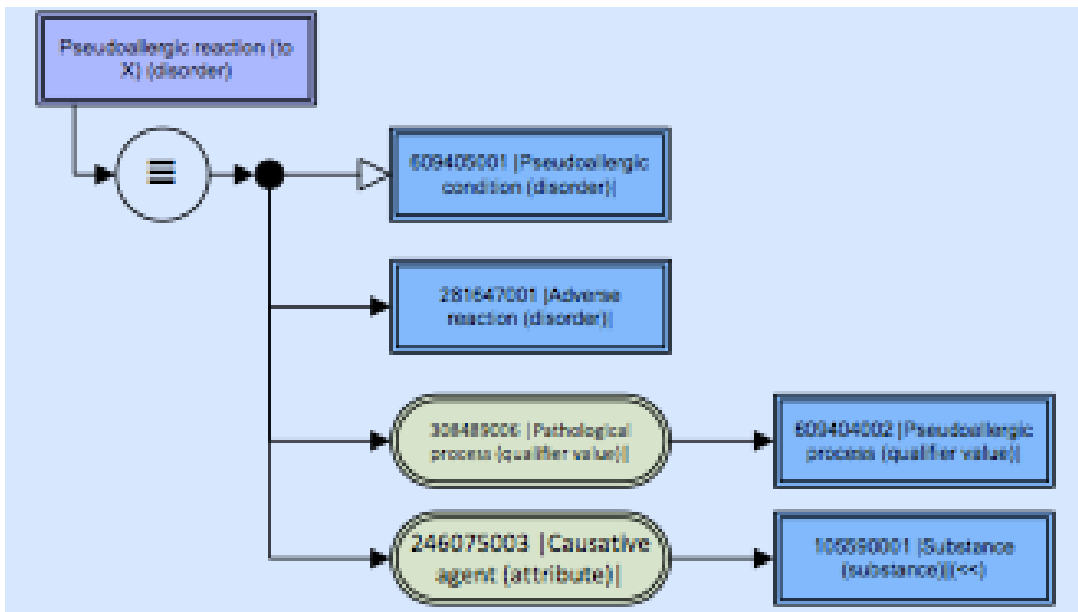 Pseudoallergic reaction (to
X) (disorder)
≡
609405001 |Pseudoallergic
condition (disorder)|
281647001 |Adverse
reaction (disorder)|
308489006 |Pathological
process (qualifier value)|
609404002 |Pseudoallergic
process (qualifier value)|
246075003 |Causative
agent (attribute)|
105590001 |Substance
(substance)|(<<)